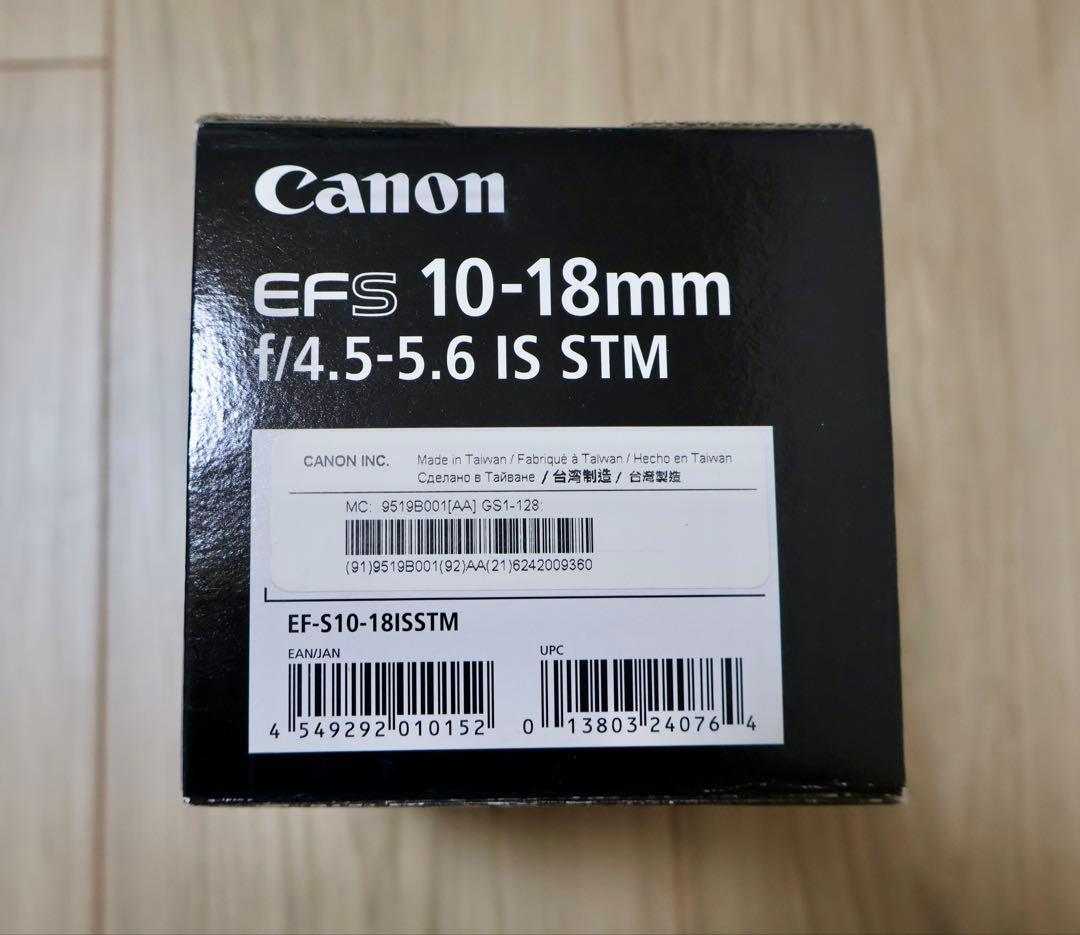 Canon
EFS 10-18mm
f/4.5-5.6 IS STM
CANON INC. Made in Taiwan / Fabriqué à Taïwan / Hecho en Taiwan
Сделано в Тайване / 台湾制造 / 台灣製造
MC: 9519B001[AA] GS1-128:
(91)9519B001(92)AA(21)6242009360
EF-S10-18ISSTM
EAN/JAN UPC
4 549292 010152 0 13803 24076 4